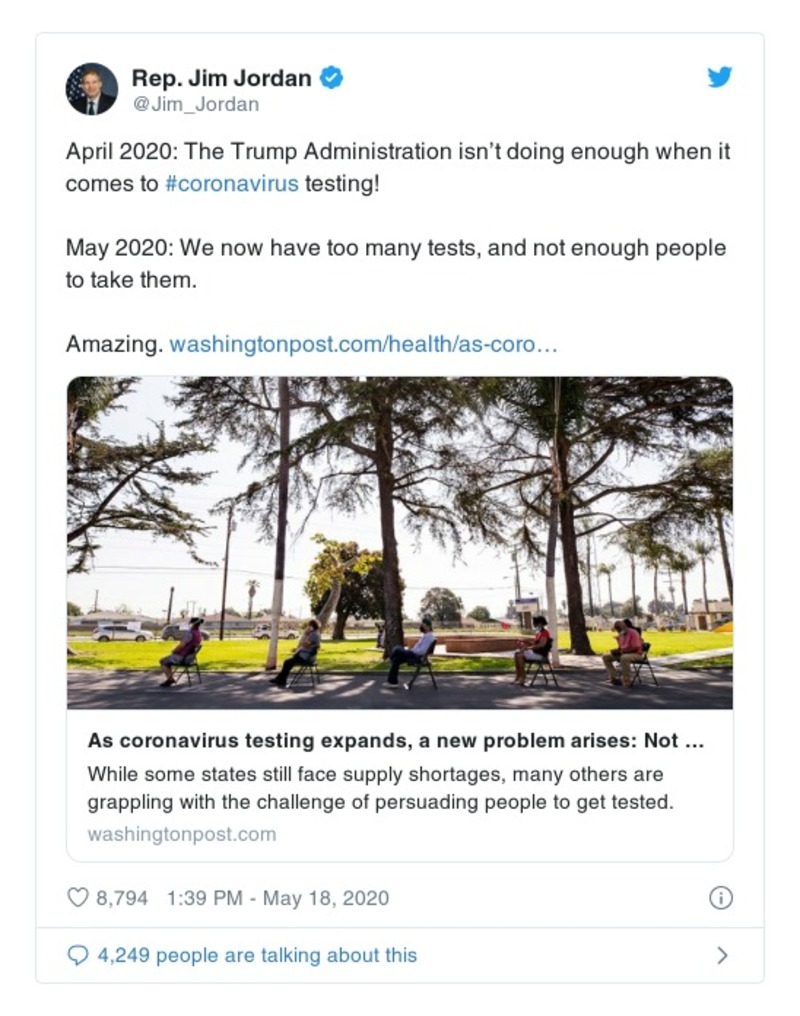 Rep. Jim Jordan
@Jim_Jordan
April 2020: The Trump Administration isn’t doing enough when it
comes to #coronavirus testing!
May 2020: We now have too many tests, and not enough people
to take them.
Amazing. washingtonpost.com/health/as-coro…
As coronavirus testing expands, a new problem arises: Not ...
While some states still face supply shortages, many others are
grappling with the challenge of persuading people to get tested.
washingtonpost.com
8,794 1:39 PM - May 18, 2020
4,249 people are talking about this